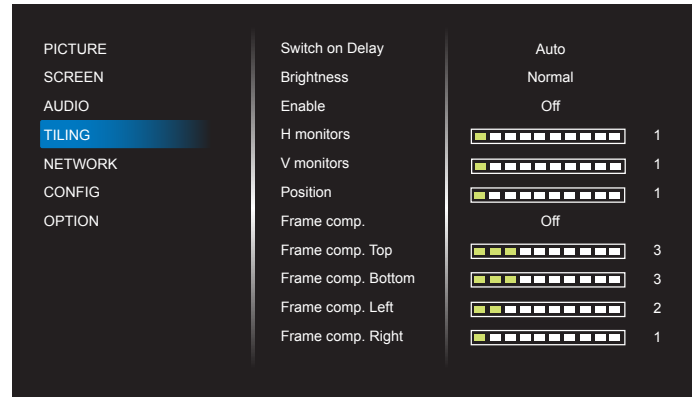 PICTURE
SCREEN
AUDIO
TILING
NETWORK
CONFIG
OPTION
Switch on Delay Auto
Brightness Normal
Enable Off
H monitors 1
V monitors 1
Position 1
Frame comp. Off
Frame comp. Top 3
Frame comp. Bottom 3
Frame comp. Left 2
Frame comp. Right 1